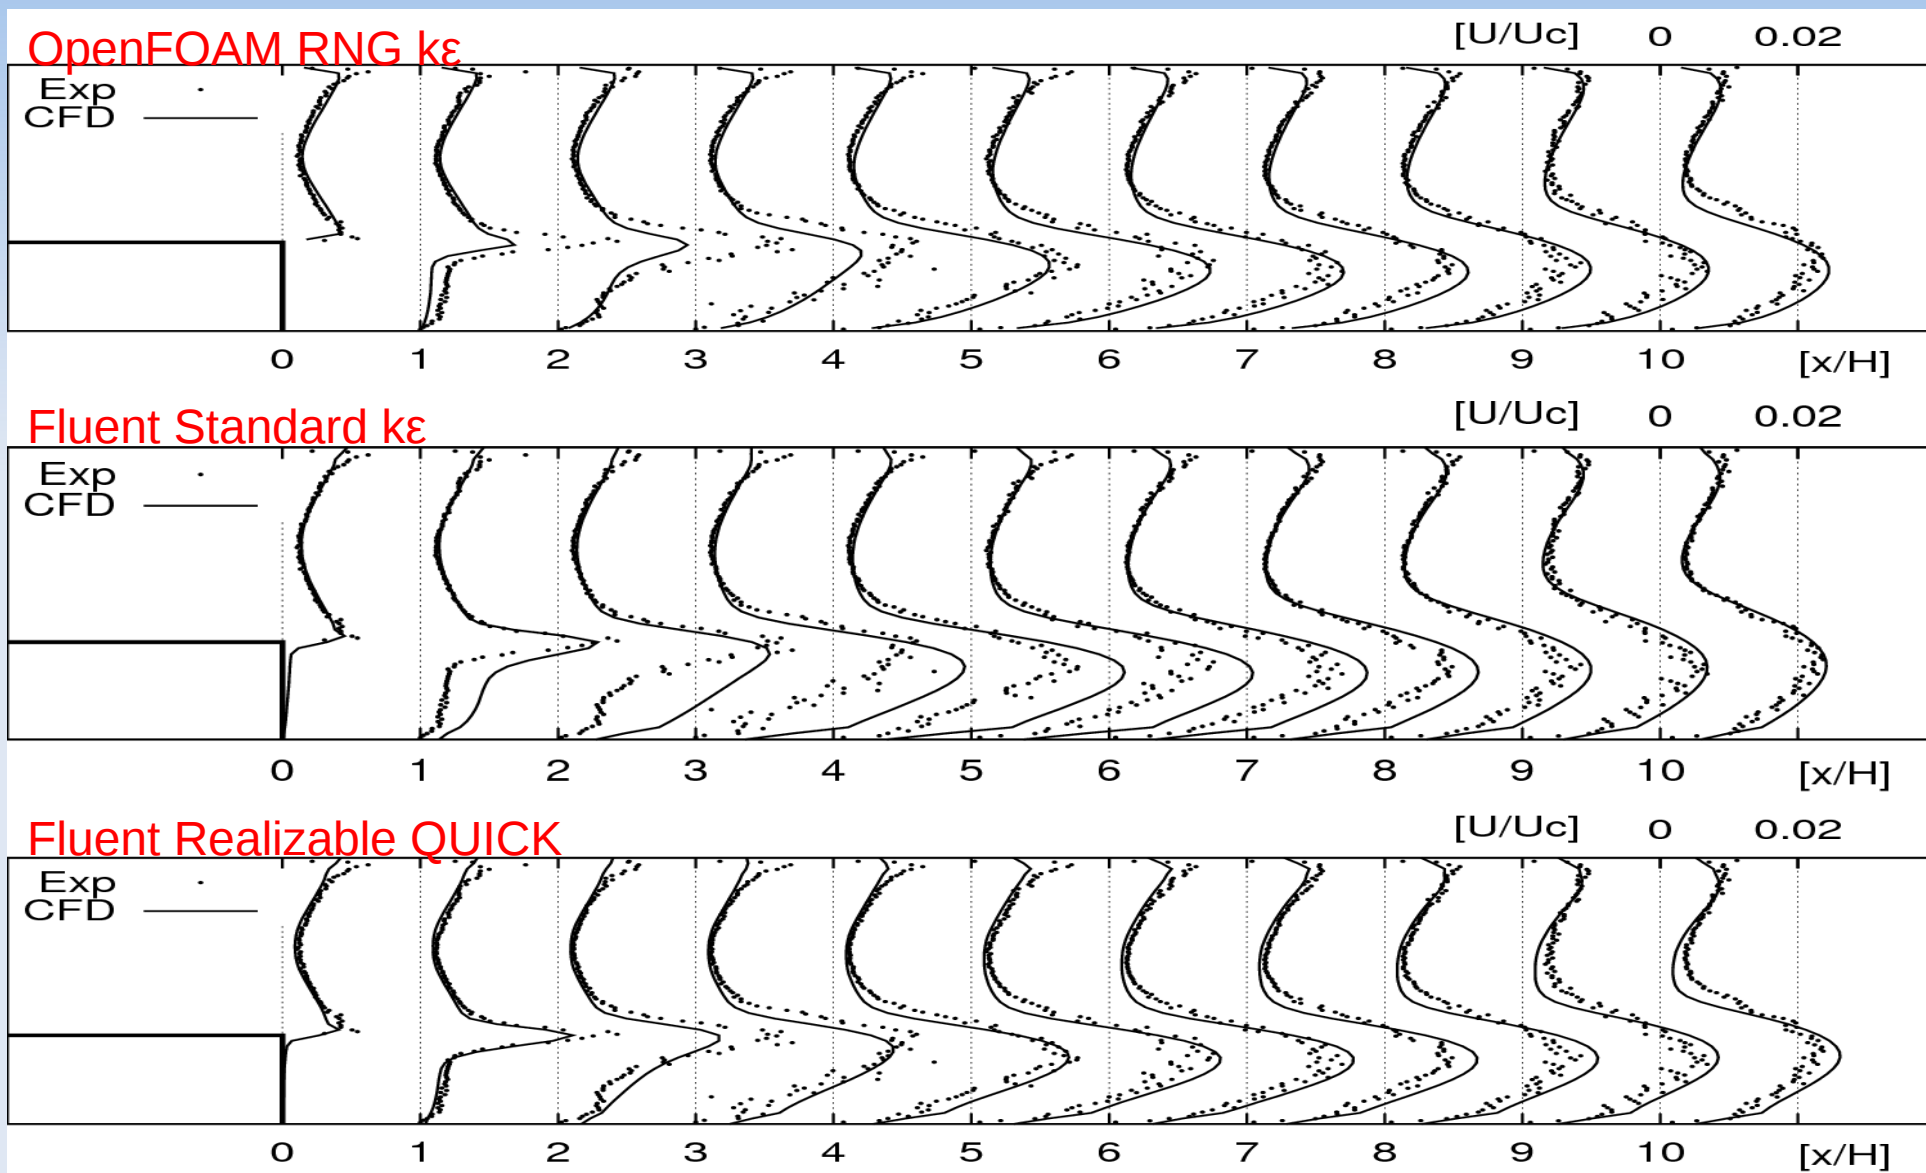 OpenFOAM RNG kε
[U/Uc] 0 0.02
Exp
CFD
0 1 2 3 4 5 6 7 8 9 10 [x/H]
Fluent Standard kε
[U/Uc] 0 0.02
Exp
CFD
0 1 2 3 4 5 6 7 8 9 10 [x/H]
Fluent Realizable QUICK
[U/Uc] 0 0.02
Exp
CFD
0 1 2 3 4 5 6 7 8 9 10 [x/H]